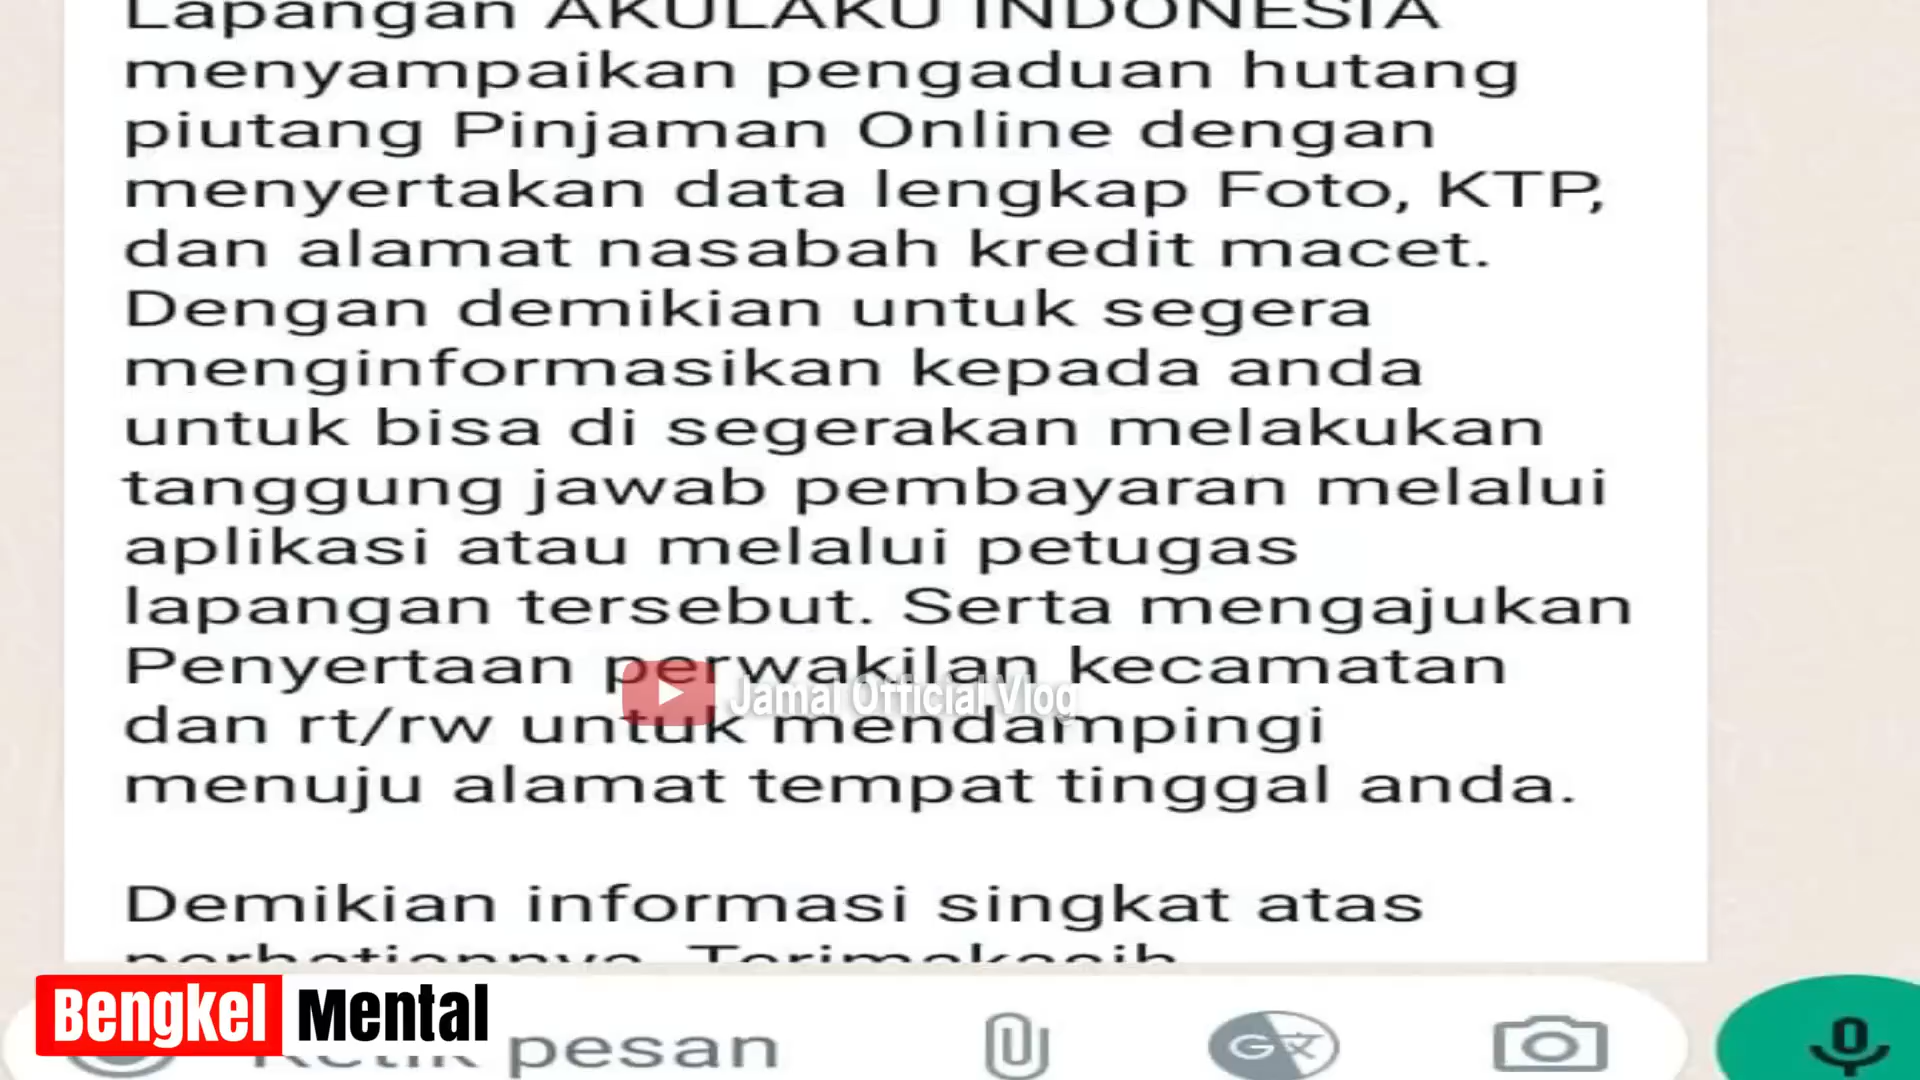 Lapangan AKULAKU INDONESIA
menyampaikan pengaduan hutang
piutang Pinjaman Online dengan
menyertakan data lengkap Foto, KTP,
dan alamat nasabah kredit macet.
Dengan demikian untuk segera
menginformasikan kepada anda
untuk bisa di segerakan melakukan
tanggung jawab pembayaran melalui
aplikasi atau melalui petugas
lapangan tersebut. Serta mengajukan
Penyertaan perwakilan kecamatan
Jamal Official Vlog
dan rt/rw untuk mendampingi
menuju alamat tempat tinggal anda.
Demikian informasi singkat atas
perhatiannya. Terimakasih
Bengkel Mental
Ketik pesan